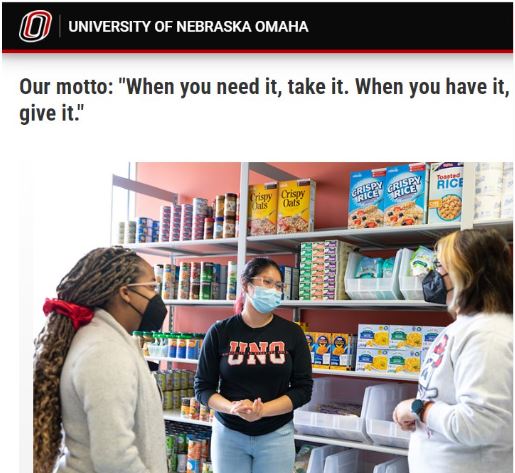 UNIVERSITY OF NEBRASKA OMAHA
Our motto: "When you need it, take it. When you have it,
give it."
Crispy
Oats
Crispy
Oats
CRISPY
RICE
CRISPY
RICE
Toasted
RICE
UNO